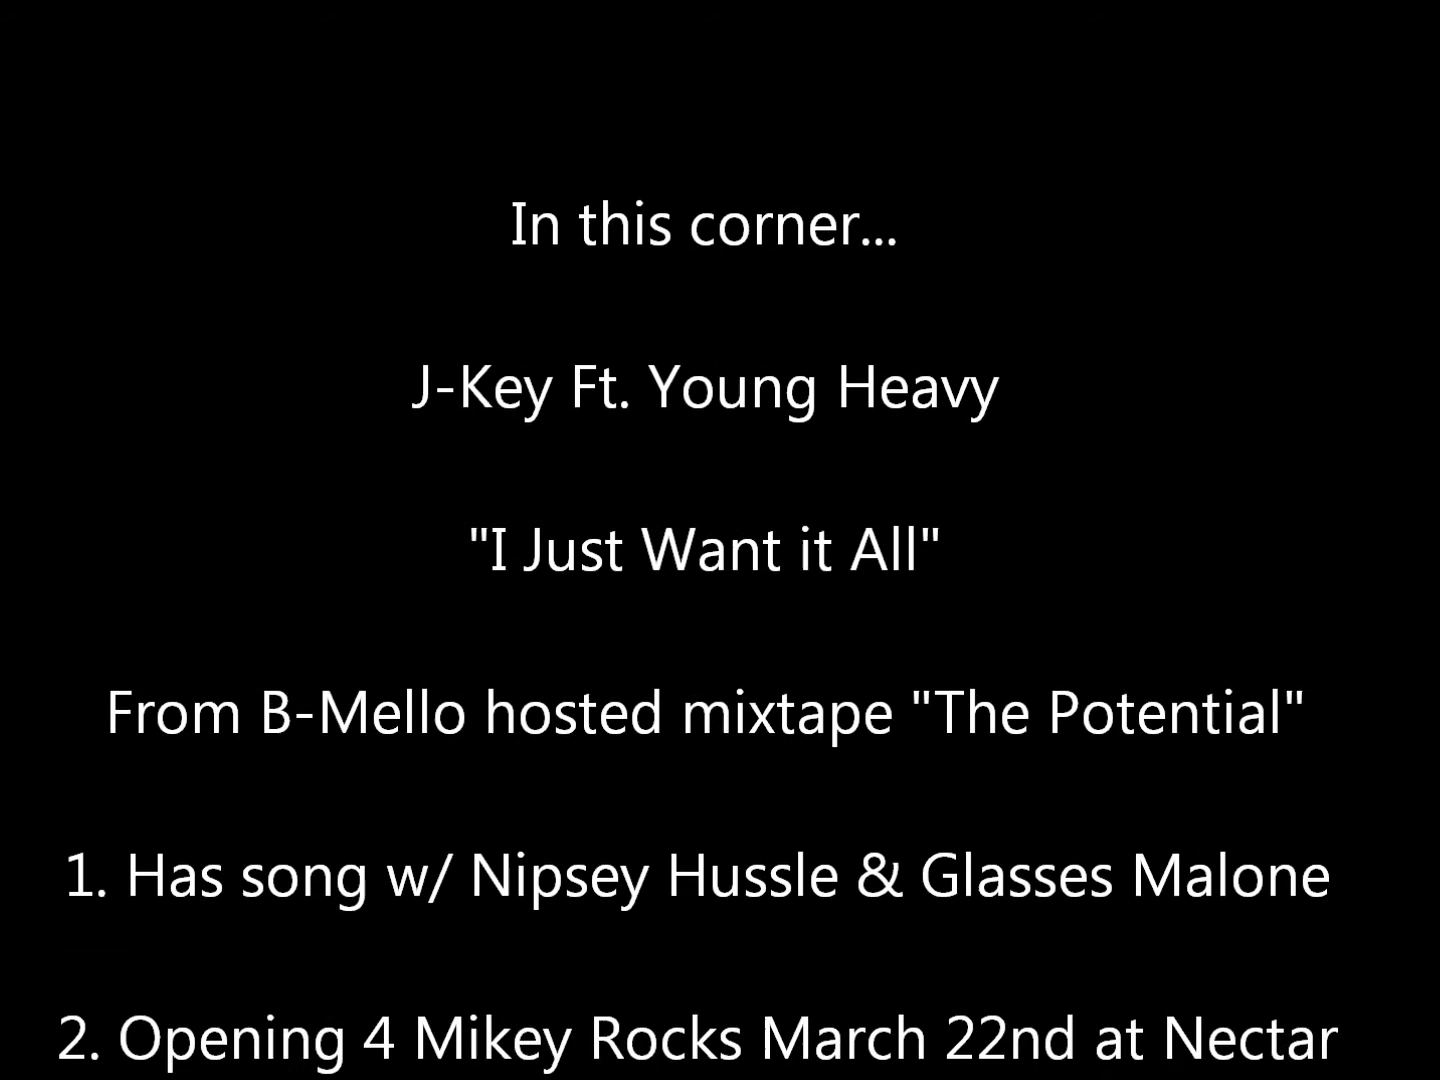 In this corner...
J-Key Ft. Young Heavy
"I Just Want it All"
From B-Mello hosted mixtape "The Potential"
1. Has song w/ Nipsey Hussle & Glasses Malone
2. Opening 4 Mikey Rocks March 22nd at Nectar